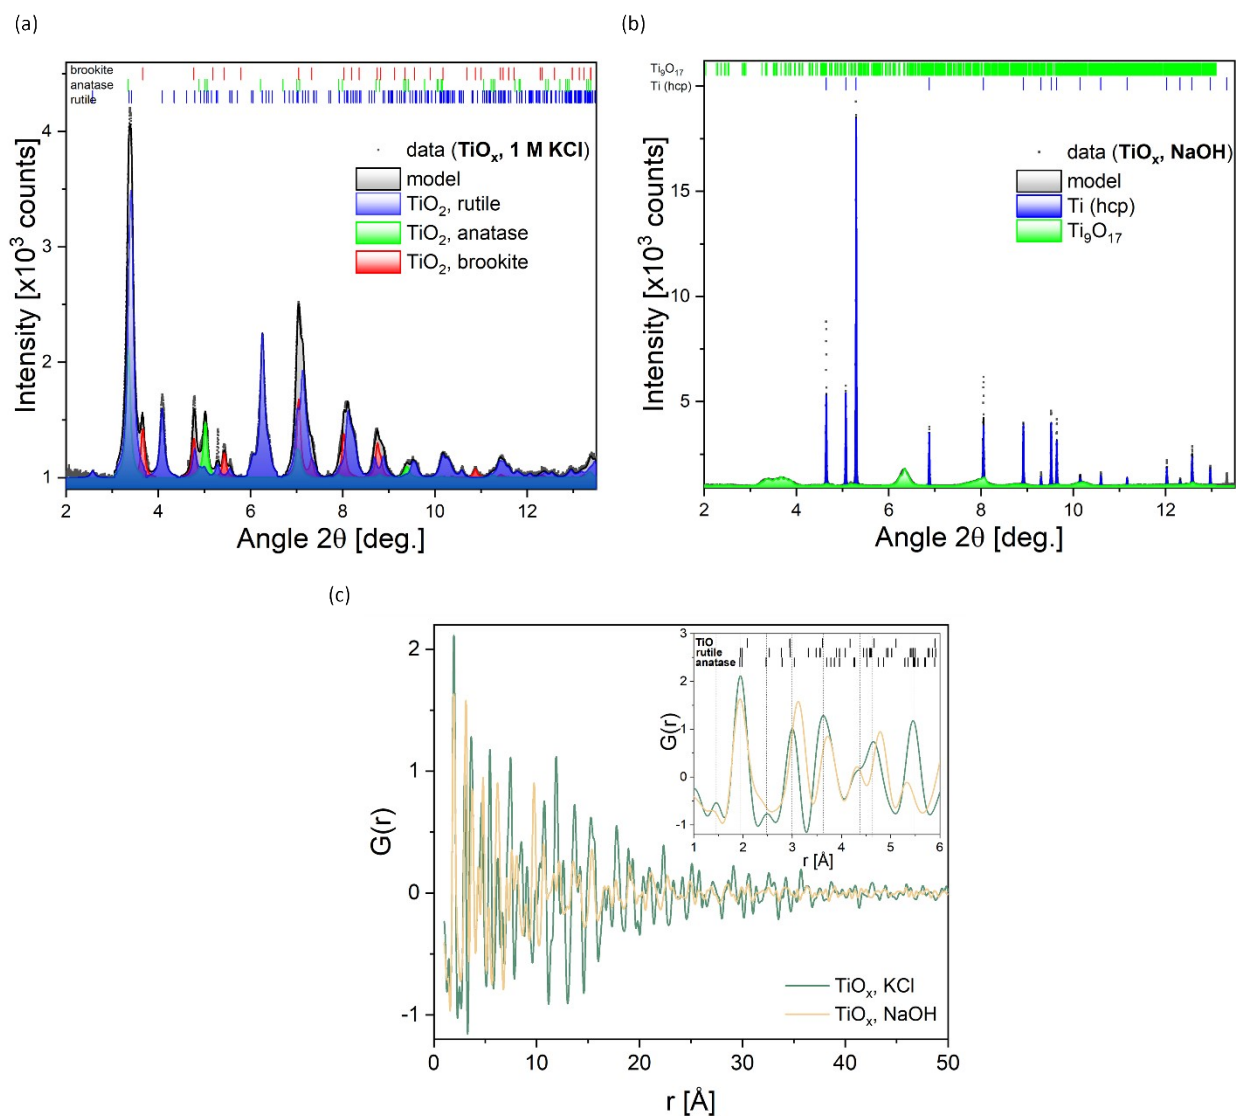 (a)
brookite
anatase
rutile
data (TiOₓ, 1 M KCl)
model
TiO₂, rutile
TiO₂, anatase
TiO₂, brookite
4
3
2
1
Intensity [x10³ counts]
2 4 6 8 10 12
Angle 2θ [deg.]
(b)
Ti₉O₁₇
Ti (hcp)
data (TiOₓ, NaOH)
model
Ti (hcp)
Ti₉O₁₇
15
10
5
Intensity [x10³ counts]
2 4 6 8 10 12
Angle 2θ [deg.]
(c)
2
1
0
-1
G(r)
0 10 20 30 40 50
r [Å]
TiOₓ, KCl
TiOₓ, NaOH
TiO
rutile
anatase
3
2
1
0
-1
G(r)
1 2 3 4 5 6
r [Å]